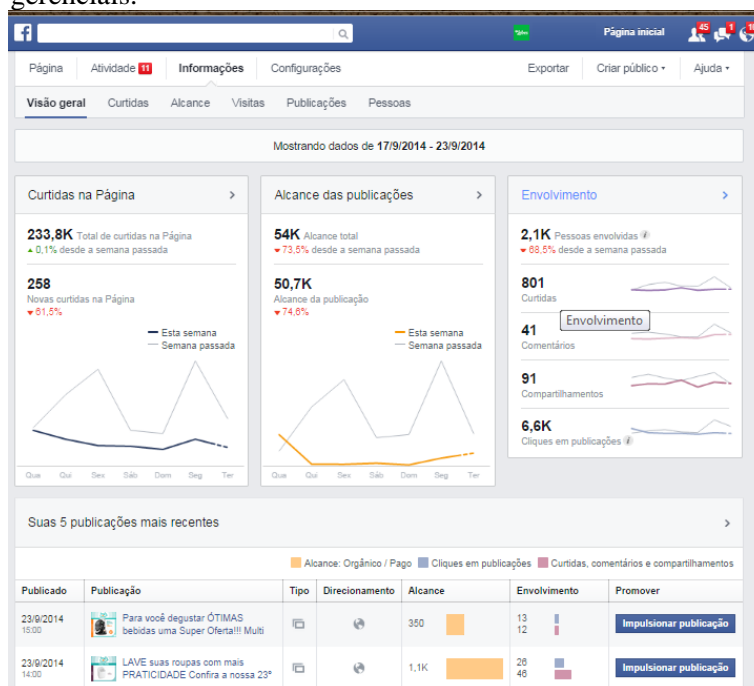 gerenciais.
f
Página inicial 45 1
Página Atividade 11 Informações Configurações Exportar Criar público Ajuda
Visão geral Curtidas Alcance Visitas Publicações Pessoas
Mostrando dados de 17/9/2014 - 23/9/2014
Curtidas na Página
233,8K Total de curtidas na Página
0,1% desde a semana passada
258
Novas curtidas na Página
61,5%
Esta semana
Semana passada
Qua Qui Sex Sáb Dom Seg Ter
Alcance das publicações
54K Alcance total
73,5% desde a semana passada
50,7K
Alcance da publicação
74,6%
Esta semana
Semana passada
Qua Qui Sex Sáb Dom Seg Ter
Envolvimento
2,1K Pessoas envolvidas i
68,5% desde a semana passada
801
Curtidas
Envolvimento
41
Comentários
91
Compartilhamentos
6,6K
Cliques em publicações i
Suas 5 publicações mais recentes
Alcance: Orgânico / Pago Cliques em publicações Curtidas, comentários e compartilhamentos
Publicado Publicação Tipo Direcionamento Alcance Envolvimento Promover
23/9/2014
15:00
Para você degustar ÓTIMAS
bebidas uma Super Oferta!!! Multi
350
13
12
Impulsionar publicação
23/9/2014
14:00
LAVE suas roupas com mais
PRATICIDADE Confira a nossa 23ª
1,1K
26
46
Impulsionar publicação